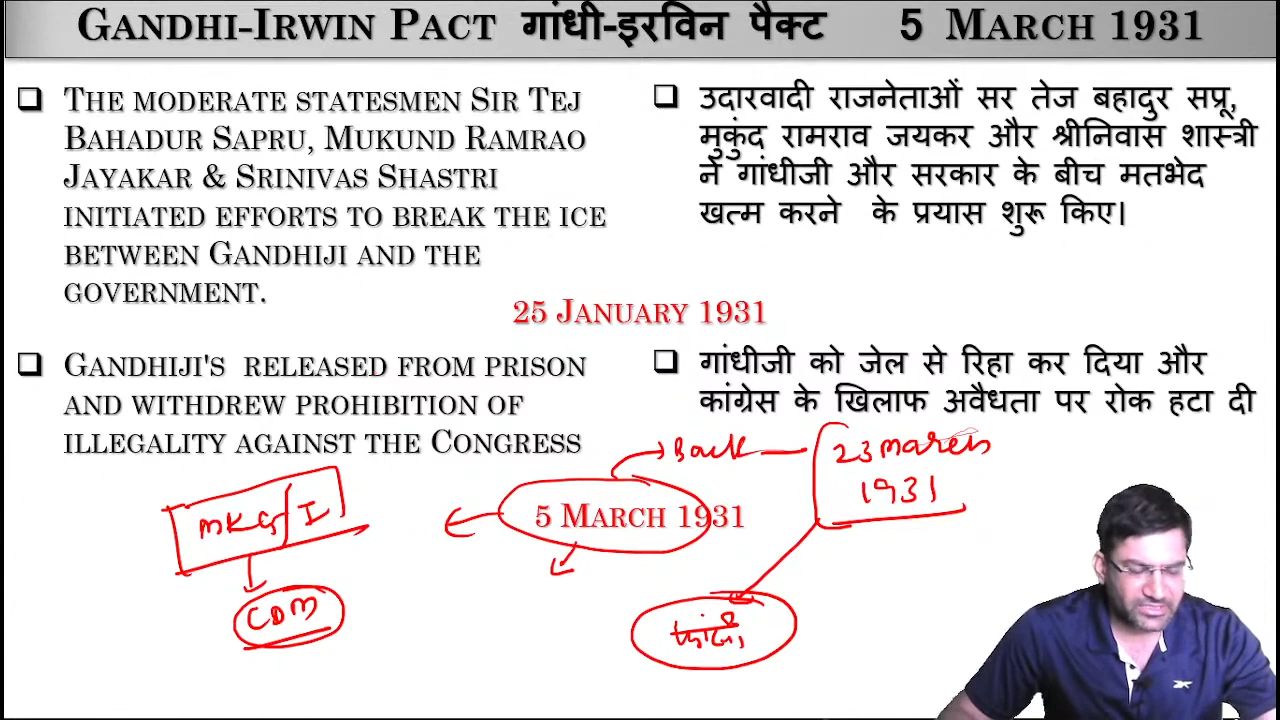 GANDHI-IRWIN PACT गांधी-इरविन पैक्ट 5 MARCH 1931
THE MODERATE STATESMEN SIR TEJ
BAHADUR SAPRU, MUKUND RAMRAO
JAYAKAR & SRINIVAS SHASTRI
INITIATED EFFORTS TO BREAK THE ICE
BETWEEN GANDHIJI AND THE
GOVERNMENT.
उदारवादी राजनेताओं सर तेज बहादुर सप्रू,
मुकुंद रामराव जयकर और श्रीनिवास शास्त्री
ने गांधीजी और सरकार के बीच मतभेद
खत्म करने के प्रयास शुरू किए।
25 JANUARY 1931
GANDHIJI'S RELEASED FROM PRISON
AND WITHDREW PROHIBITION OF
ILLEGALITY AGAINST THE CONGRESS
गांधीजी को जेल से रिहा कर दिया और
कांग्रेस के खिलाफ अवैधता पर रोक हटा दी
Back
23 march
1931
MKG/I
5 MARCH 1931
CDM
फांसी